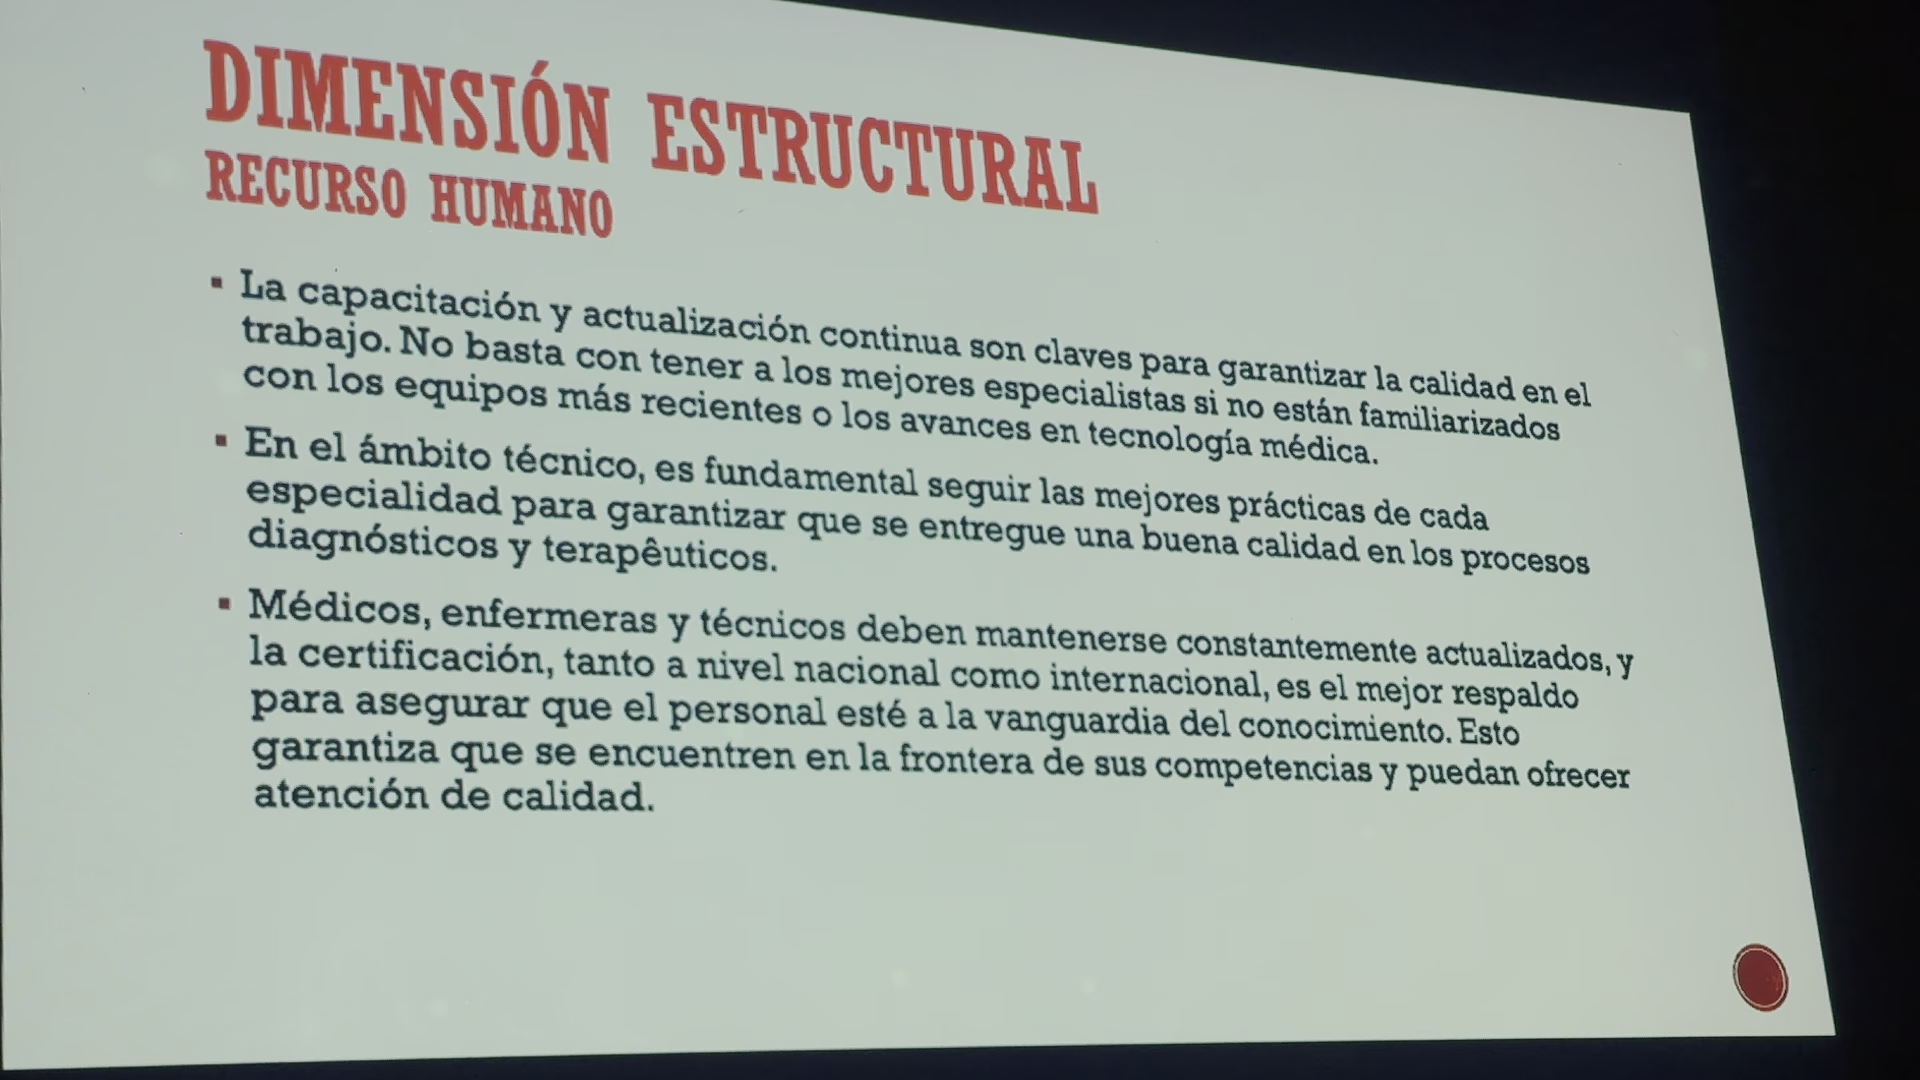 DIMENSIÓN ESTRUCTURAL
RECURSO HUMANO
▪ La capacitación y actualización continua son claves para garantizar la calidad en el
trabajo. No basta con tener a los mejores especialistas si no están familiarizados
con los equipos más recientes o los avances en tecnología médica.
▪ En el ámbito técnico, es fundamental seguir las mejores prácticas de cada
especialidad para garantizar que se entregue una buena calidad en los procesos
diagnósticos y terapêuticos.
▪ Médicos, enfermeras y técnicos deben mantenerse constantemente actualizados, y
la certificación, tanto a nivel nacional como internacional, es el mejor respaldo
para asegurar que el personal esté a la vanguardia del conocimiento. Esto
garantiza que se encuentren en la frontera de sus competencias y puedan ofrecer
atención de calidad.